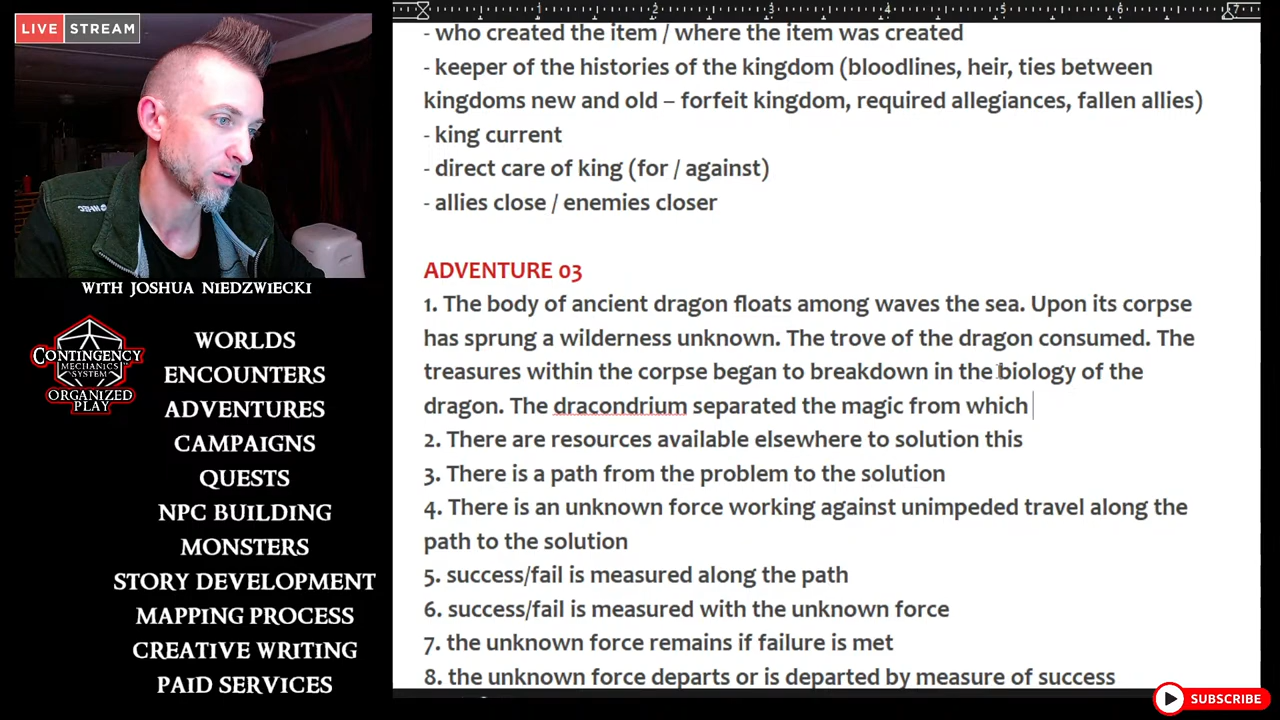 LIVE STREAM
WITH JOSHUA NIEDZWIECKI
CONTINGENCY
MECHANICS
SYSTEM
ORGANIZED
PLAY
WORLDS
ENCOUNTERS
ADVENTURES
CAMPAIGNS
QUESTS
NPC BUILDING
MONSTERS
STORY DEVELOPMENT
MAPPING PROCESS
CREATIVE WRITING
PAID SERVICES
1 2 3 4 5 6 7
- who created the item / where the item was created
- keeper of the histories of the kingdom (bloodlines, heir, ties between
kingdoms new and old – forfeit kingdom, required allegiances, fallen allies)
- king current
- direct care of king (for / against)
- allies close / enemies closer
ADVENTURE 03
1. The body of ancient dragon floats among waves the sea. Upon its corpse
has sprung a wilderness unknown. The trove of the dragon consumed. The
treasures within the corpse began to breakdown in the biology of the
dragon. The dracondrium separated the magic from which
2. There are resources available elsewhere to solution this
3. There is a path from the problem to the solution
4. There is an unknown force working against unimpeded travel along the
path to the solution
5. success/fail is measured along the path
6. success/fail is measured with the unknown force
7. the unknown force remains if failure is met
8. the unknown force departs or is departed by measure of success
SUBSCRIBE